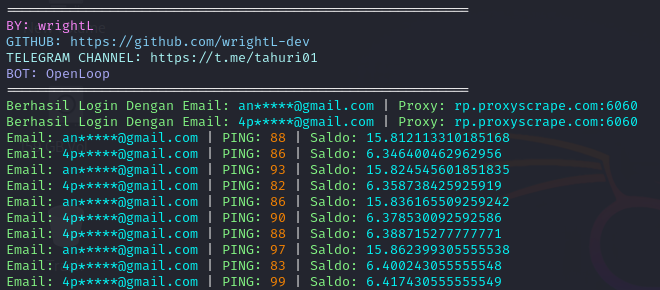 ==========================================================
BY: wrightL
GITHUB: https://github.com/wrightL-dev
TELEGRAM CHANNEL: https://t.me/tahuri01
BOT: OpenLoop
==========================================================
Berhasil Login Dengan Email: an*****@gmail.com | Proxy: rp.proxyscrape.com:6060
Berhasil Login Dengan Email: 4p*****@gmail.com | Proxy: rp.proxyscrape.com:6060
Email: an*****@gmail.com | PING: 88 | Saldo: 15.812113310185168
Email: 4p*****@gmail.com | PING: 86 | Saldo: 6.346400462962956
Email: an*****@gmail.com | PING: 93 | Saldo: 15.824545601851835
Email: 4p*****@gmail.com | PING: 82 | Saldo: 6.358738425925919
Email: an*****@gmail.com | PING: 86 | Saldo: 15.836165509259242
Email: 4p*****@gmail.com | PING: 90 | Saldo: 6.378530092592586
Email: 4p*****@gmail.com | PING: 88 | Saldo: 6.388715277777771
Email: an*****@gmail.com | PING: 97 | Saldo: 15.862399305555538
Email: 4p*****@gmail.com | PING: 83 | Saldo: 6.400243055555548
Email: 4p*****@gmail.com | PING: 99 | Saldo: 6.417430555555549